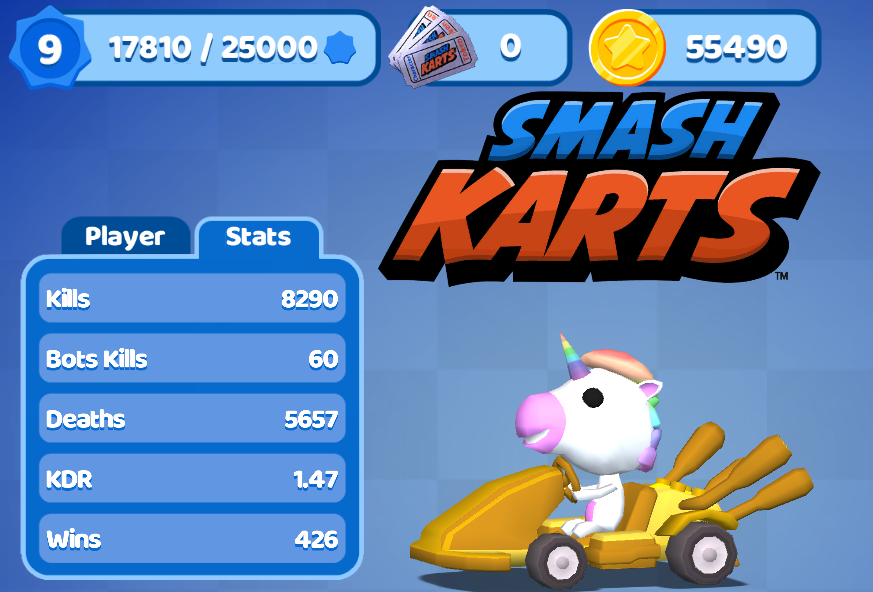 9 17810 / 25000 0 55490
SMASH
KARTS
TM
Player Stats
Kills 8290
Bots Kills 60
Deaths 5657
KDR 1.47
Wins 426
SMASH
KARTS